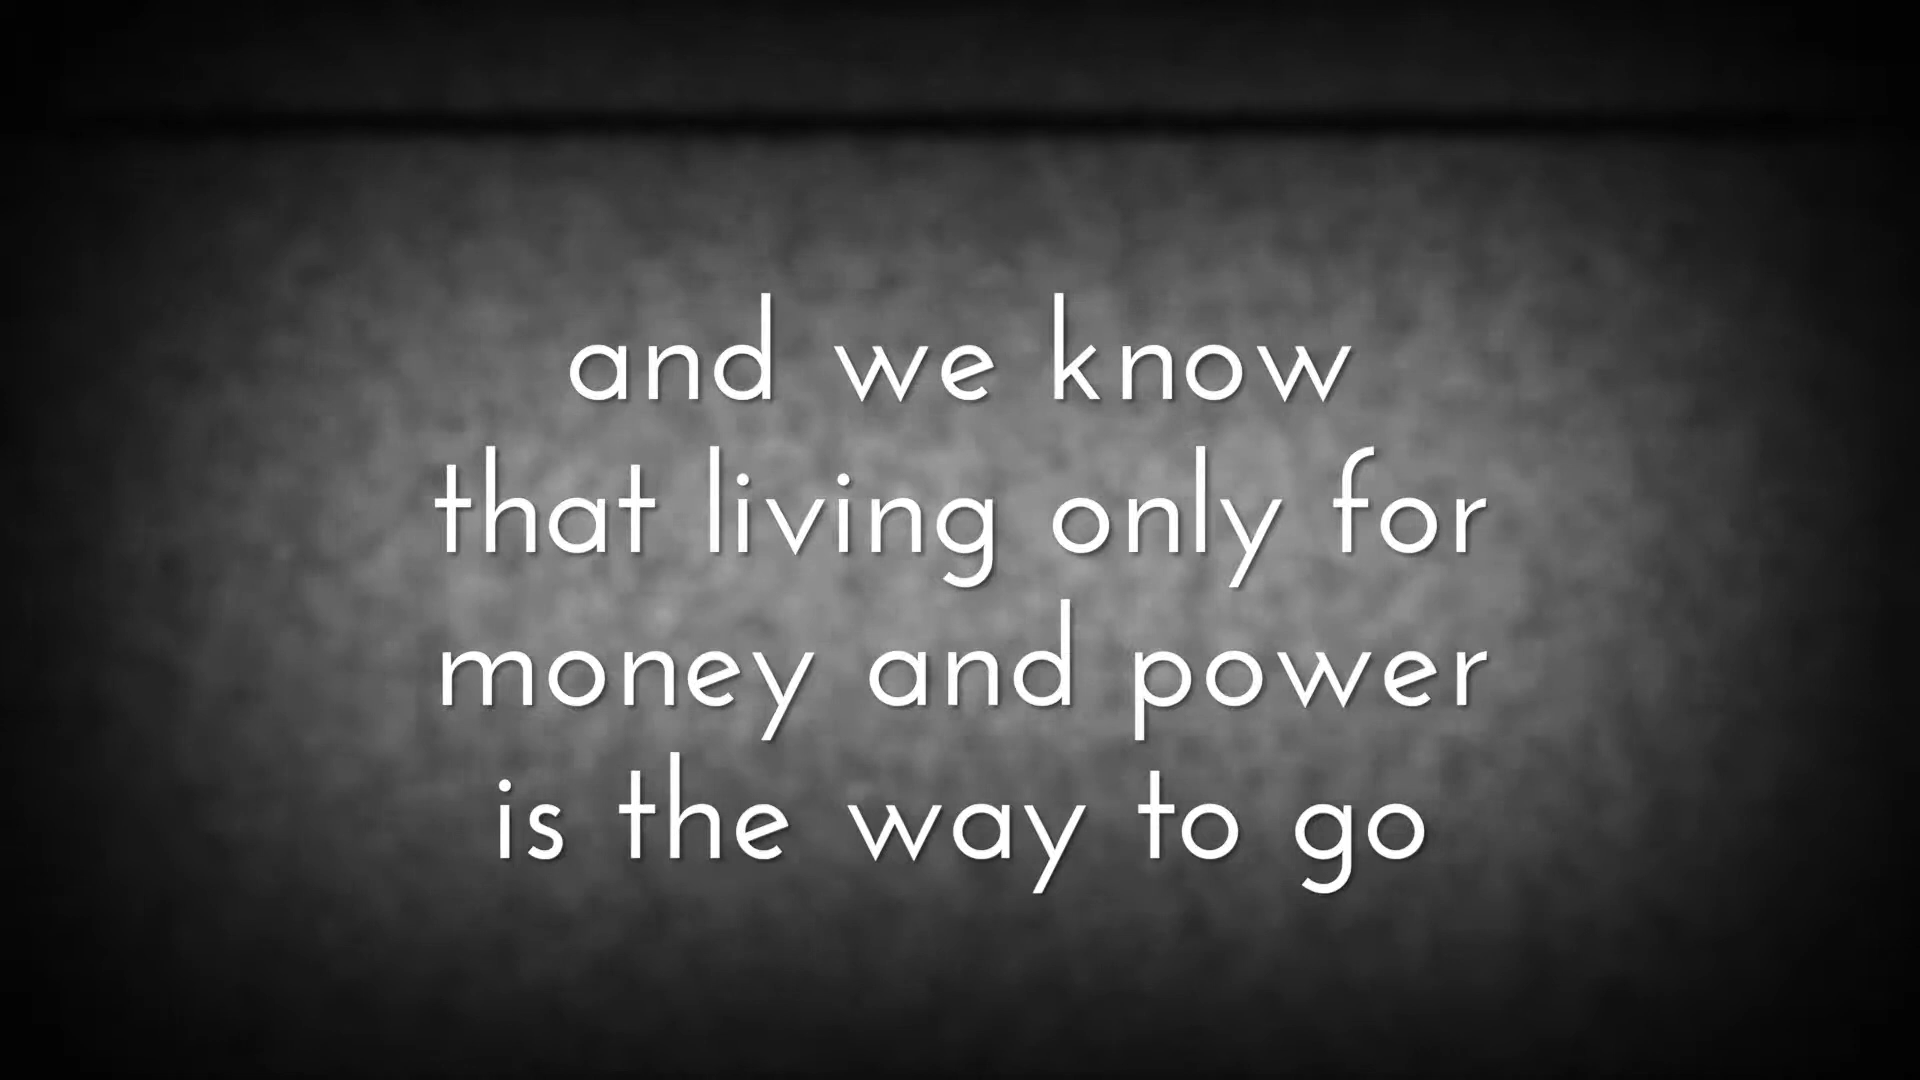 and we know
that living only for
money and power
is the way to go